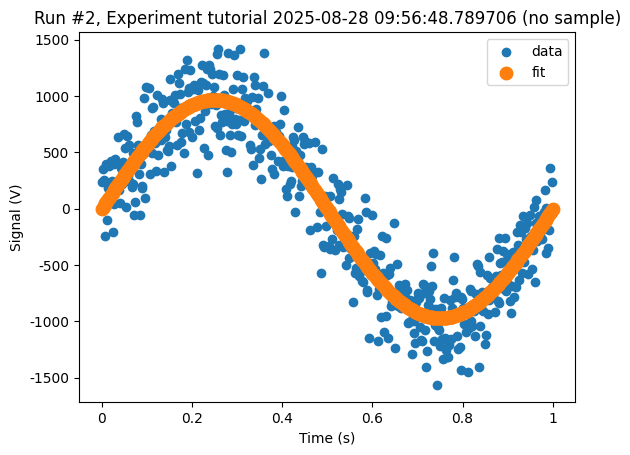 Run #2, Experiment tutorial 2025-08-28 09:56:48.789706 (no sample)
data
fit
Signal (V)
1500
1000
500
0
-500
-1000
-1500
0
0.2
0.4
0.6
0.8
1
Time (s)